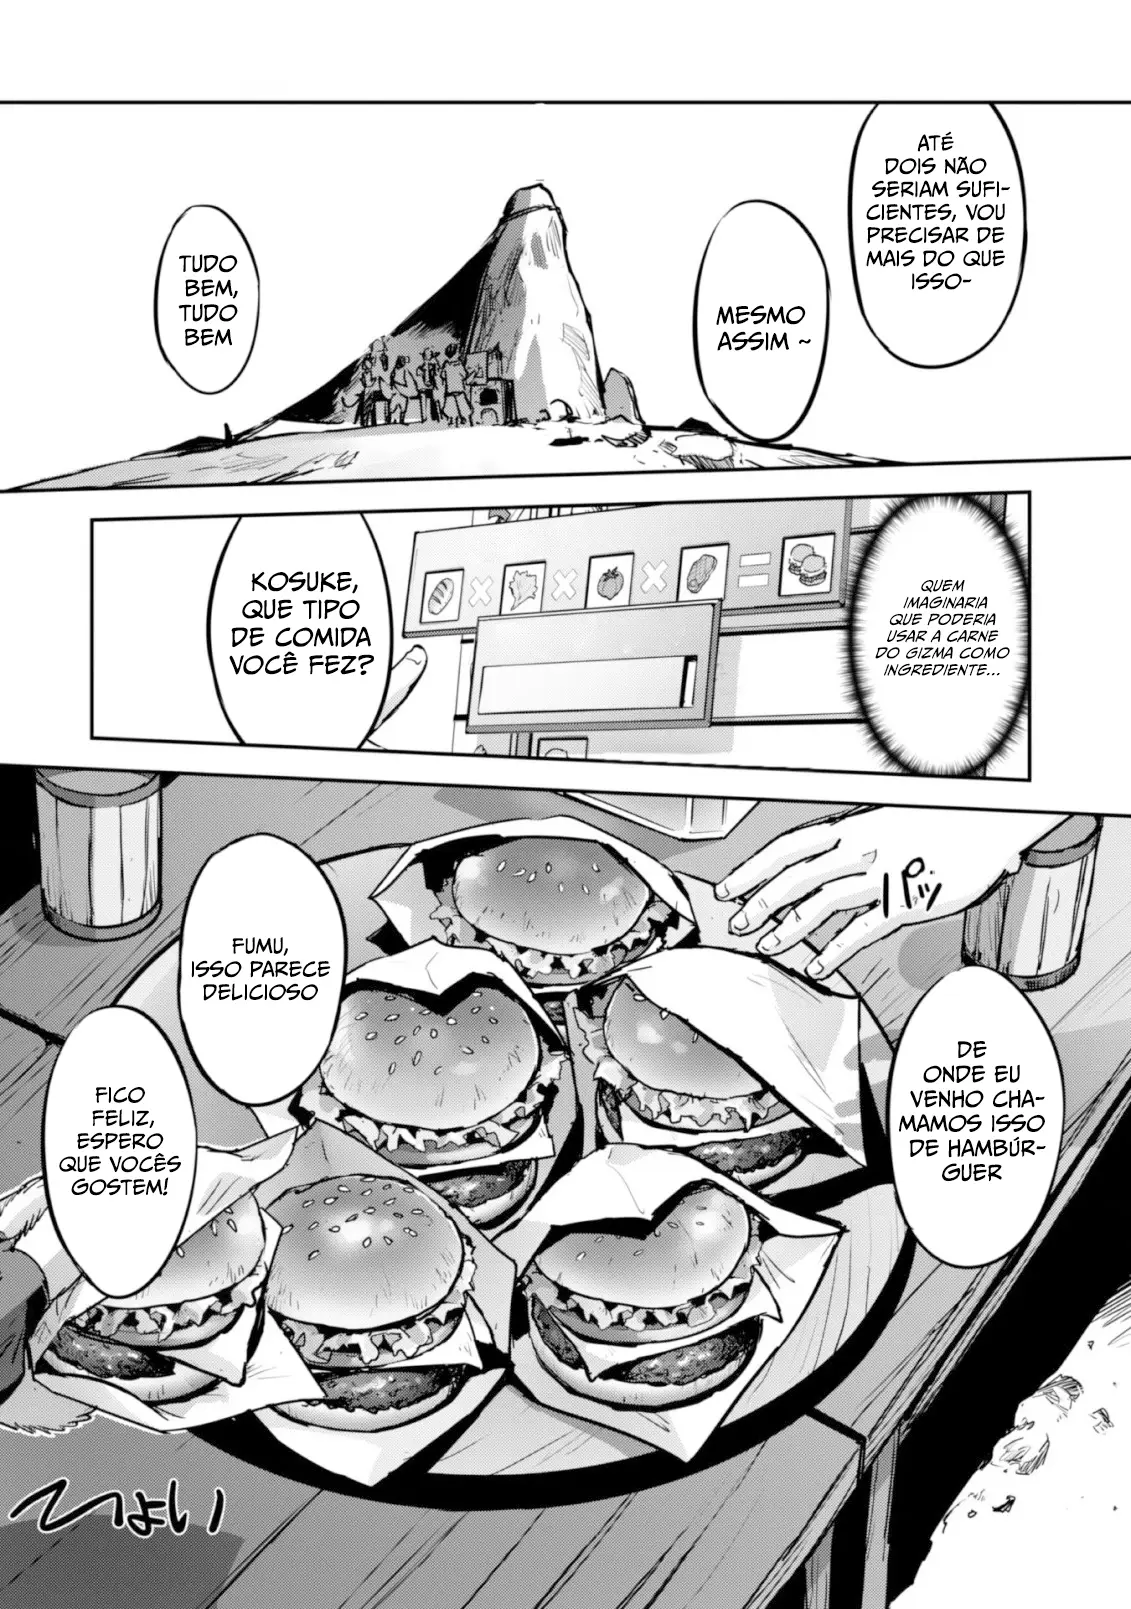 ATÉ
DOIS NÃO
SERIAM SUFI-
CIENTES, VOU
PRECISAR DE
MAIS DO QUE
ISSO-
MESMO
ASSIM ~
TUDO
BEM,
TUDO
BEM
QUEM
IMAGINARIA
QUE PODERIA
USAR A CARNE
DO GIZMA COMO
INGREDIENTE...
KOSUKE,
QUE TIPO
DE COMIDA
VOCÊ FEZ?
パッ
DE
ONDE EU
VENHO CHA-
MAMOS ISSO
DE HAMBÚR-
GUER
FUMU,
ISSO PARECE
DELICIOSO
FICO
FELIZ,
ESPERO
QUE VOCÊS
GOSTEM!
ひょい